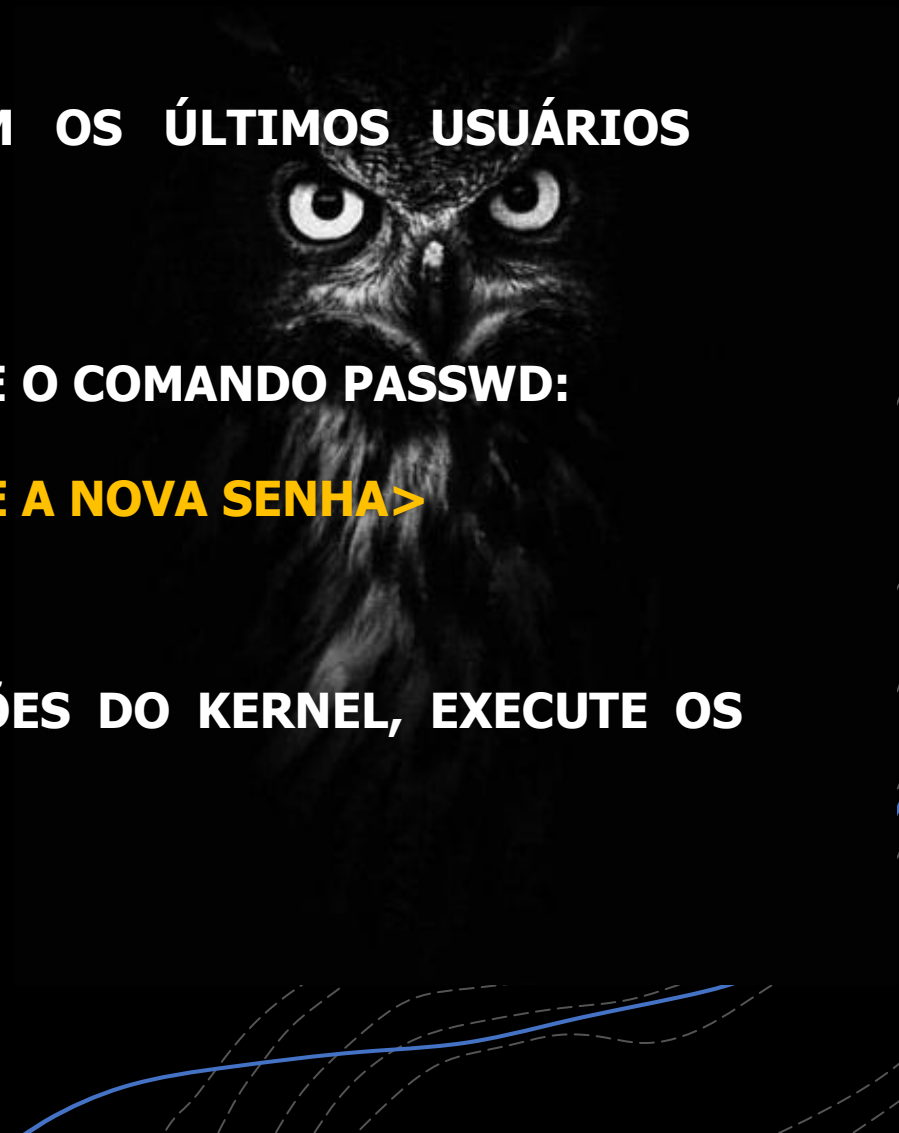 OS ÚLTIMOS USUÁRIOS
E O COMANDO PASSWD:
E A NOVA SENHA>
ÕES DO KERNEL, EXECUTE OS